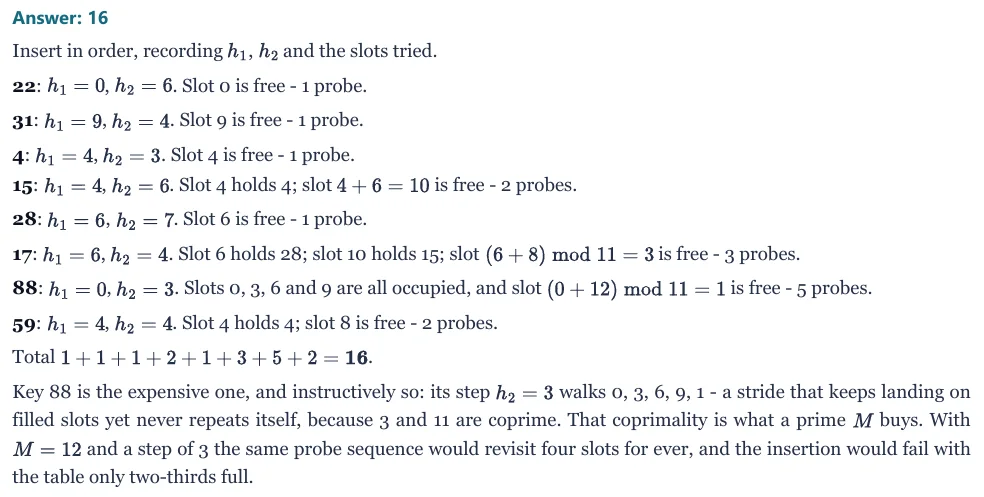 Answer: 16
Insert in order, recording h₁, h₂ and the slots tried.
22: h₁ = 0, h₂ = 6. Slot 0 is free - 1 probe.
31: h₁ = 9, h₂ = 4. Slot 9 is free - 1 probe.
4: h₁ = 4, h₂ = 3. Slot 4 is free - 1 probe.
15: h₁ = 4, h₂ = 6. Slot 4 holds 4; slot 4 + 6 = 10 is free - 2 probes.
28: h₁ = 6, h₂ = 7. Slot 6 is free - 1 probe.
17: h₁ = 6, h₂ = 4. Slot 6 holds 28; slot 10 holds 15; slot (6 + 8) mod 11 = 3 is free - 3 probes.
88: h₁ = 0, h₂ = 3. Slots 0, 3, 6 and 9 are all occupied, and slot (0 + 12) mod 11 = 1 is free - 5 probes.
59: h₁ = 4, h₂ = 4. Slot 4 holds 4; slot 8 is free - 2 probes.
Total 1 + 1 + 1 + 2 + 1 + 3 + 5 + 2 = 16.
Key 88 is the expensive one, and instructively so: its step h₂ = 3 walks 0, 3, 6, 9, 1 - a stride that keeps landing on
filled slots yet never repeats itself, because 3 and 11 are coprime. That coprimality is what a prime M buys. With
M = 12 and a step of 3 the same probe sequence would revisit four slots for ever, and the insertion would fail with
the table only two-thirds full.